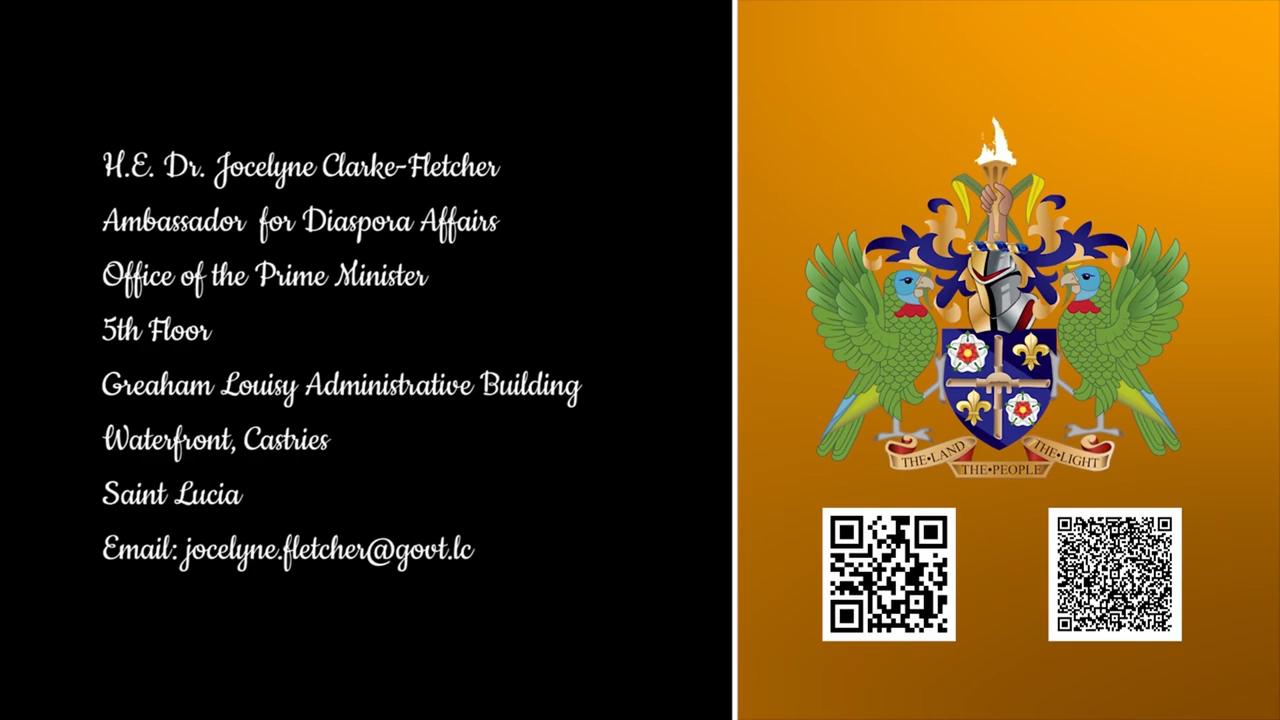 H.E. Dr. Jocelyne Clarke-Fletcher
Ambassador for Diaspora Affairs
Office of the Prime Minister
5th Floor
Greaham Louisy Administrative Building
Waterfront, Castries
Saint Lucia
Email: jocelyne.fletcher@govt.lc
THE•LAND
THE•PEOPLE
THE•LIGHT